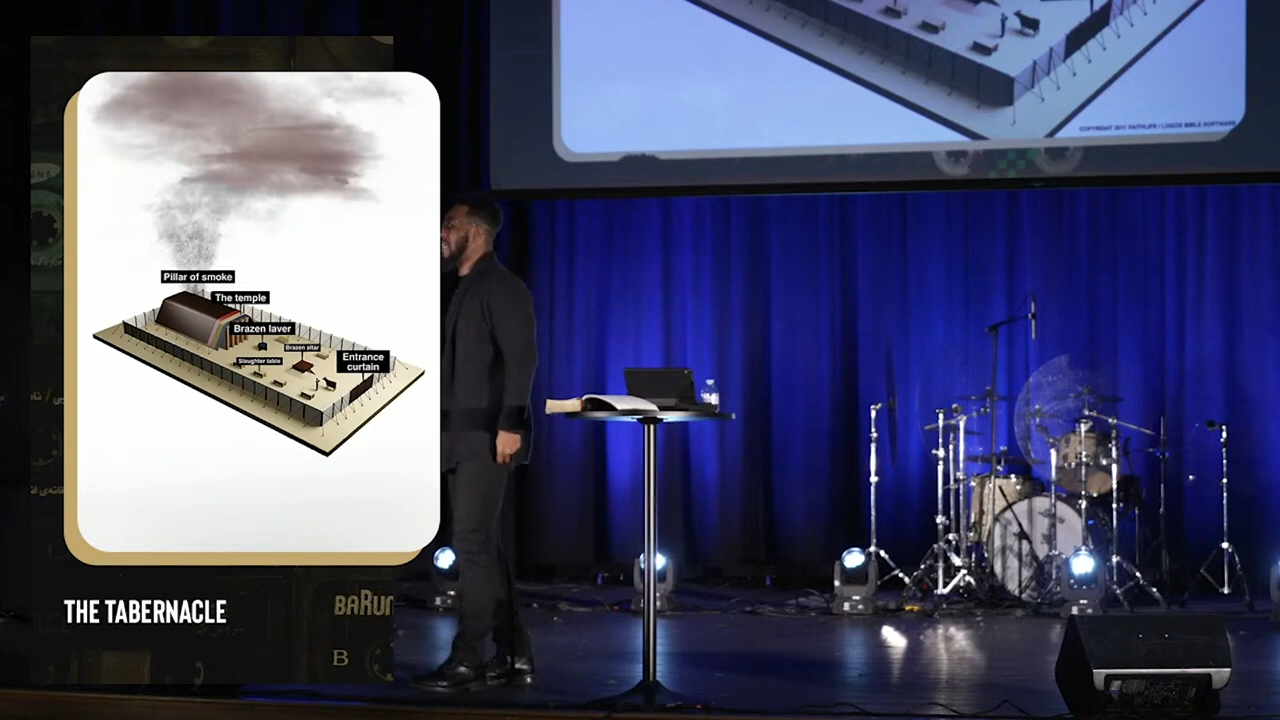 Pillar of smoke
The temple
Brazen laver
Brazen altar
Slaughter table
Entrance
curtain
THE TABERNACLE
BRAUN
B
COPYRIGHT 2011 FAITHLIFE / LOGOS BIBLE SOFTWARE